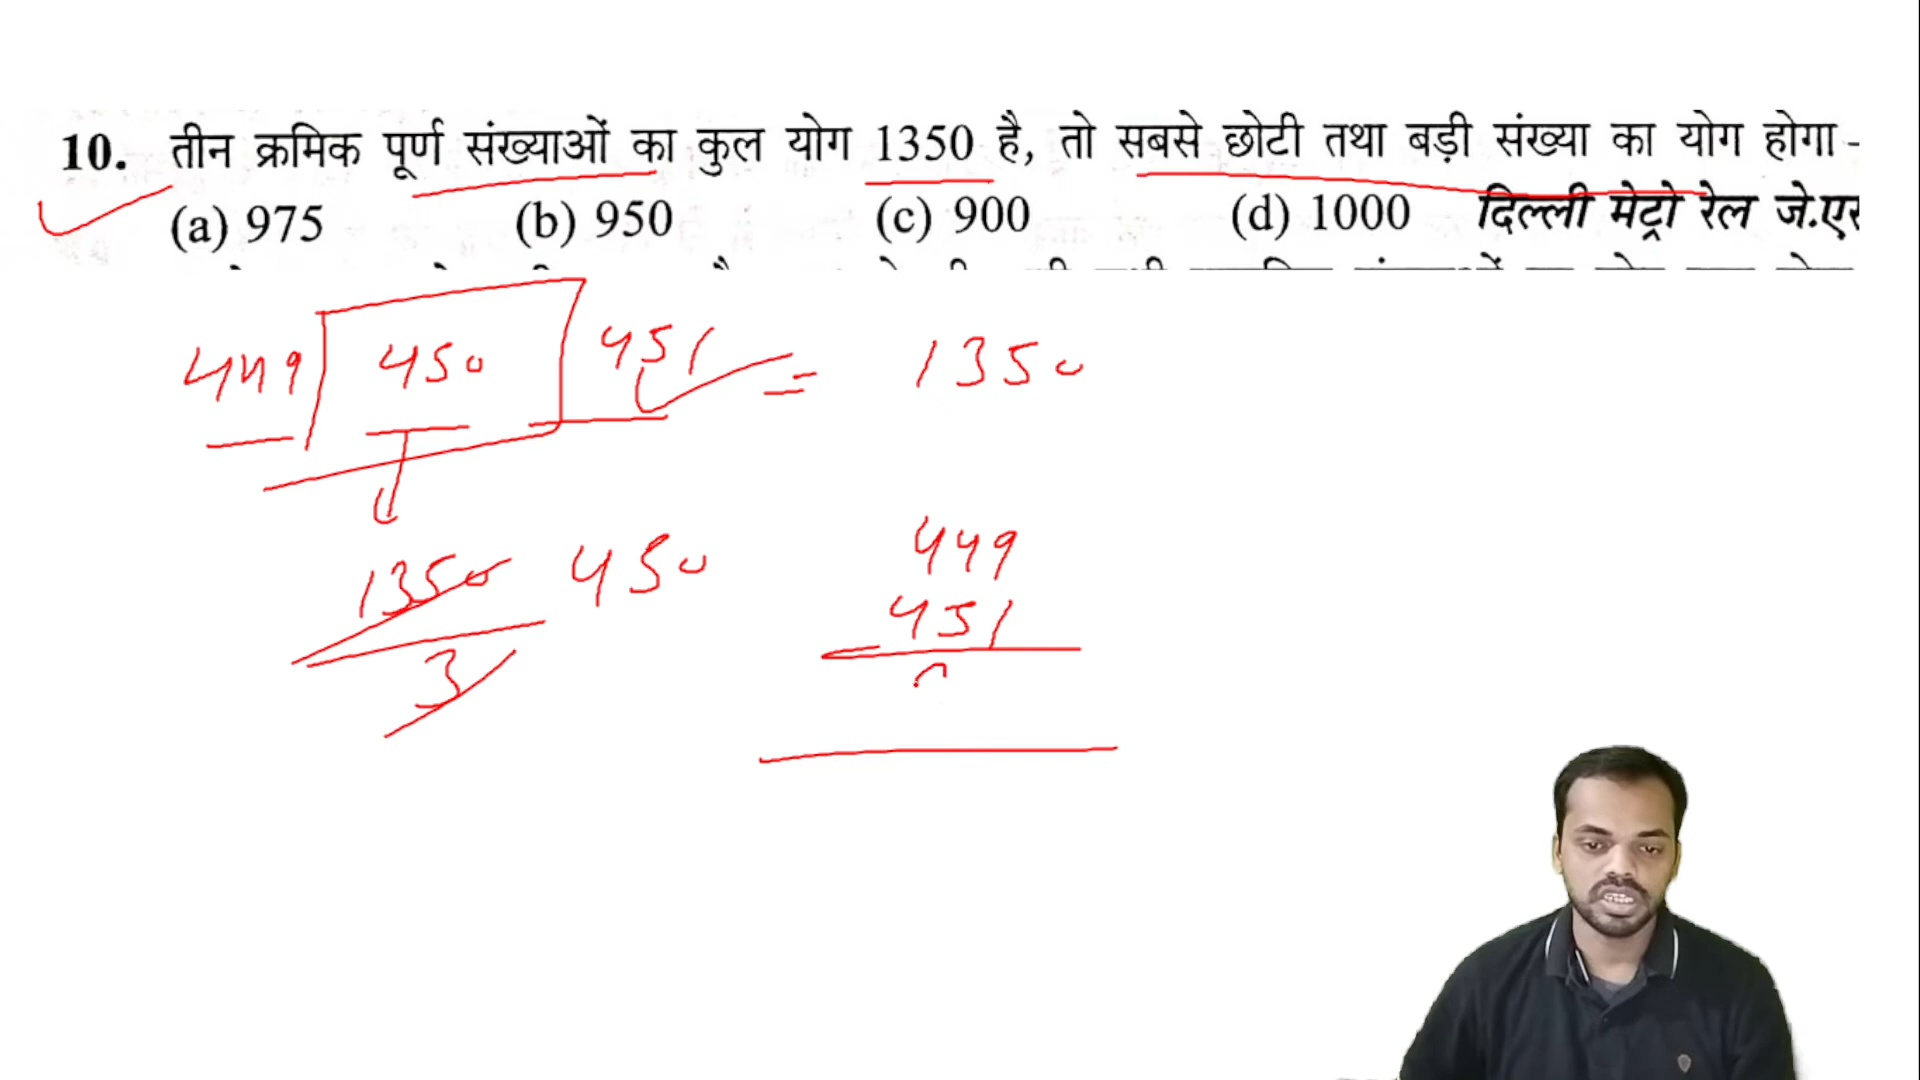 10. तीन क्रमिक पूर्ण संख्याओं का कुल योग 1350 है, तो सबसे छोटी तथा बड़ी संख्या का योग होगा-
(a) 975 (b) 950 (c) 900 (d) 1000 दिल्ली मेट्रो रेल
449 450 451 = 1350
1350 450
3
449
451